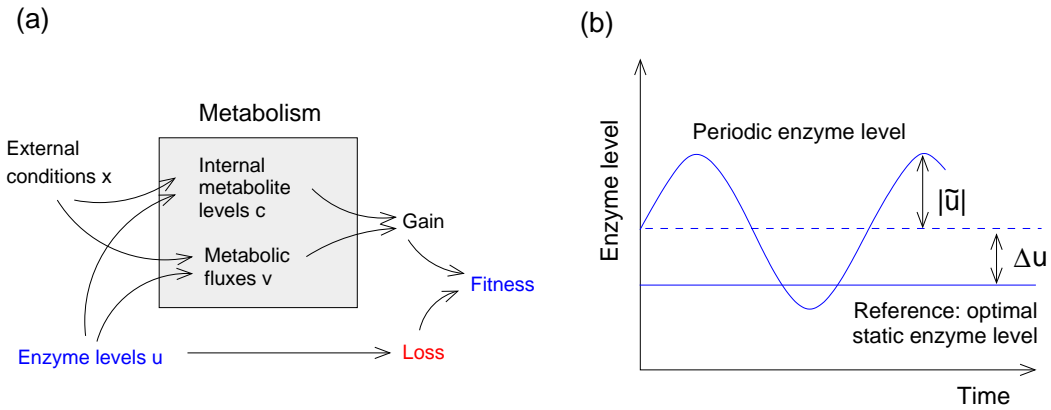 (a)
Metabolism
External
conditions x
Internal
metabolite
levels c
Metabolic
fluxes v
Gain
Fitness
Enzyme levels u
Loss
(b)
Enzyme level
Periodic enzyme level
|ũ|
Δu
Reference: optimal
static enzyme level
Time